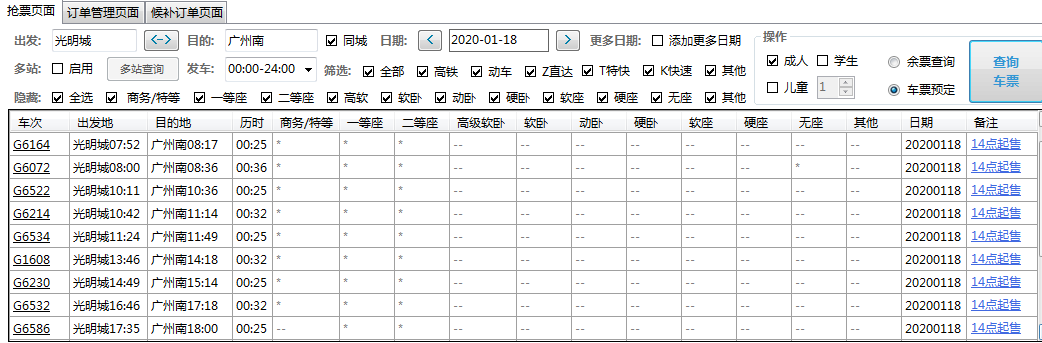 抢票页面 订单管理页面 候补订单页面
出发: 光明城 <-> 目的: 广州南 同城 日期: < 2020-01-18 > 更多日期: 添加更多日期 操作
多站: 启用 多站查询 发车: 00:00-24:00 筛选: 全部 高铁 动车 Z直达 T特快 K快速 其他 成人 学生 余票查询 查询
隐藏: 全选 商务/特等 一等座 二等座 高软 软卧 动卧 硬卧 软座 硬座 无座 其他 儿童 1 车票预定 车票
车次 出发地 目的地 历时 商务/特等 一等座 二等座 高级软卧 软卧 动卧 硬卧 软座 硬座 无座 其他 日期 备注
G6164 光明城07:52 广州南08:17 00:25 * * * -- -- -- -- -- -- -- -- 20200118 14点起售
G6072 光明城08:00 广州南08:36 00:36 * * * -- -- -- -- -- -- * -- 20200118 14点起售
G6522 光明城10:11 广州南10:36 00:25 * * * -- -- -- -- -- -- -- -- 20200118 14点起售
G6214 光明城10:42 广州南11:14 00:32 * * * -- -- -- -- -- -- -- -- 20200118 14点起售
G6534 光明城11:24 广州南11:49 00:25 * * * -- -- -- -- -- -- -- -- 20200118 14点起售
G1608 光明城13:46 广州南14:18 00:32 * * * -- -- -- -- -- -- -- -- 20200118 14点起售
G6230 光明城14:49 广州南15:14 00:25 * * * -- -- -- -- -- -- -- -- 20200118 14点起售
G6532 光明城16:46 广州南17:18 00:32 * * * -- -- -- -- -- -- -- -- 20200118 14点起售
G6586 光明城17:35 广州南18:00 00:25 -- * * -- -- -- -- -- -- -- -- 20200118 14点起售